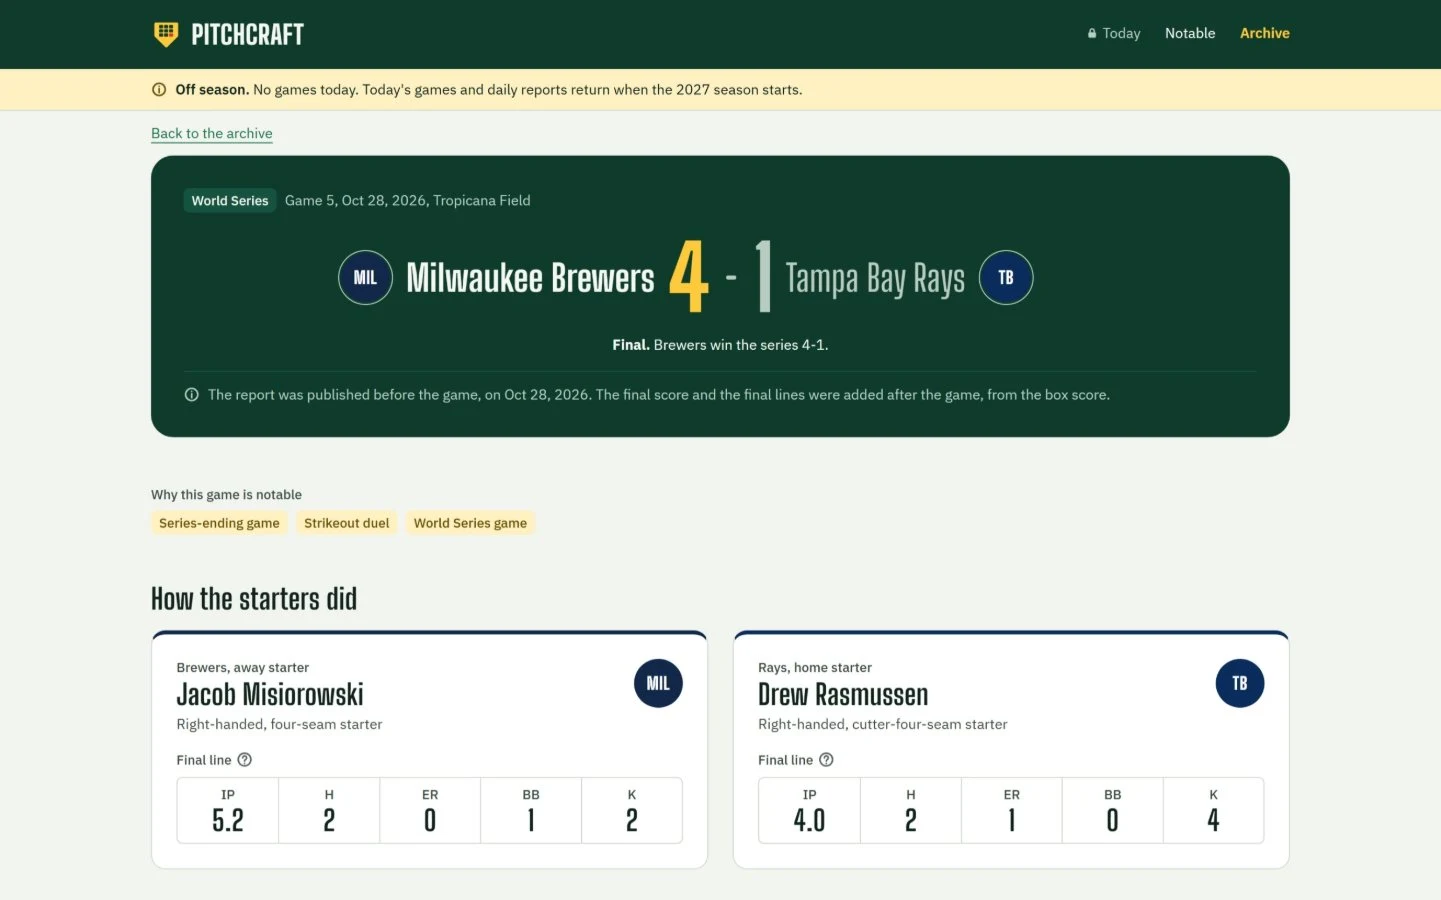 PITCHCRAFT
Today
Notable
Archive
Off season. No games today. Today's games and daily reports return when the 2027 season starts.
Back to the archive
World Series
Game 5, Oct 28, 2026, Tropicana Field
MIL
Milwaukee Brewers
4 - 1
Tampa Bay Rays
TB
Final. Brewers win the series 4-1.
The report was published before the game, on Oct 28, 2026. The final score and the final lines were added after the game, from the box score.
Why this game is notable
Series-ending game
Strikeout duel
World Series game
How the starters did
Brewers, away starter
Jacob Misiorowski
MIL
Right-handed, four-seam starter
Final line
IP H ER BB K
5.2 2 0 1 2
Rays, home starter
Drew Rasmussen
TB
Right-handed, cutter-four-seam starter
Final line
IP H ER BB K
4.0 2 1 0 4